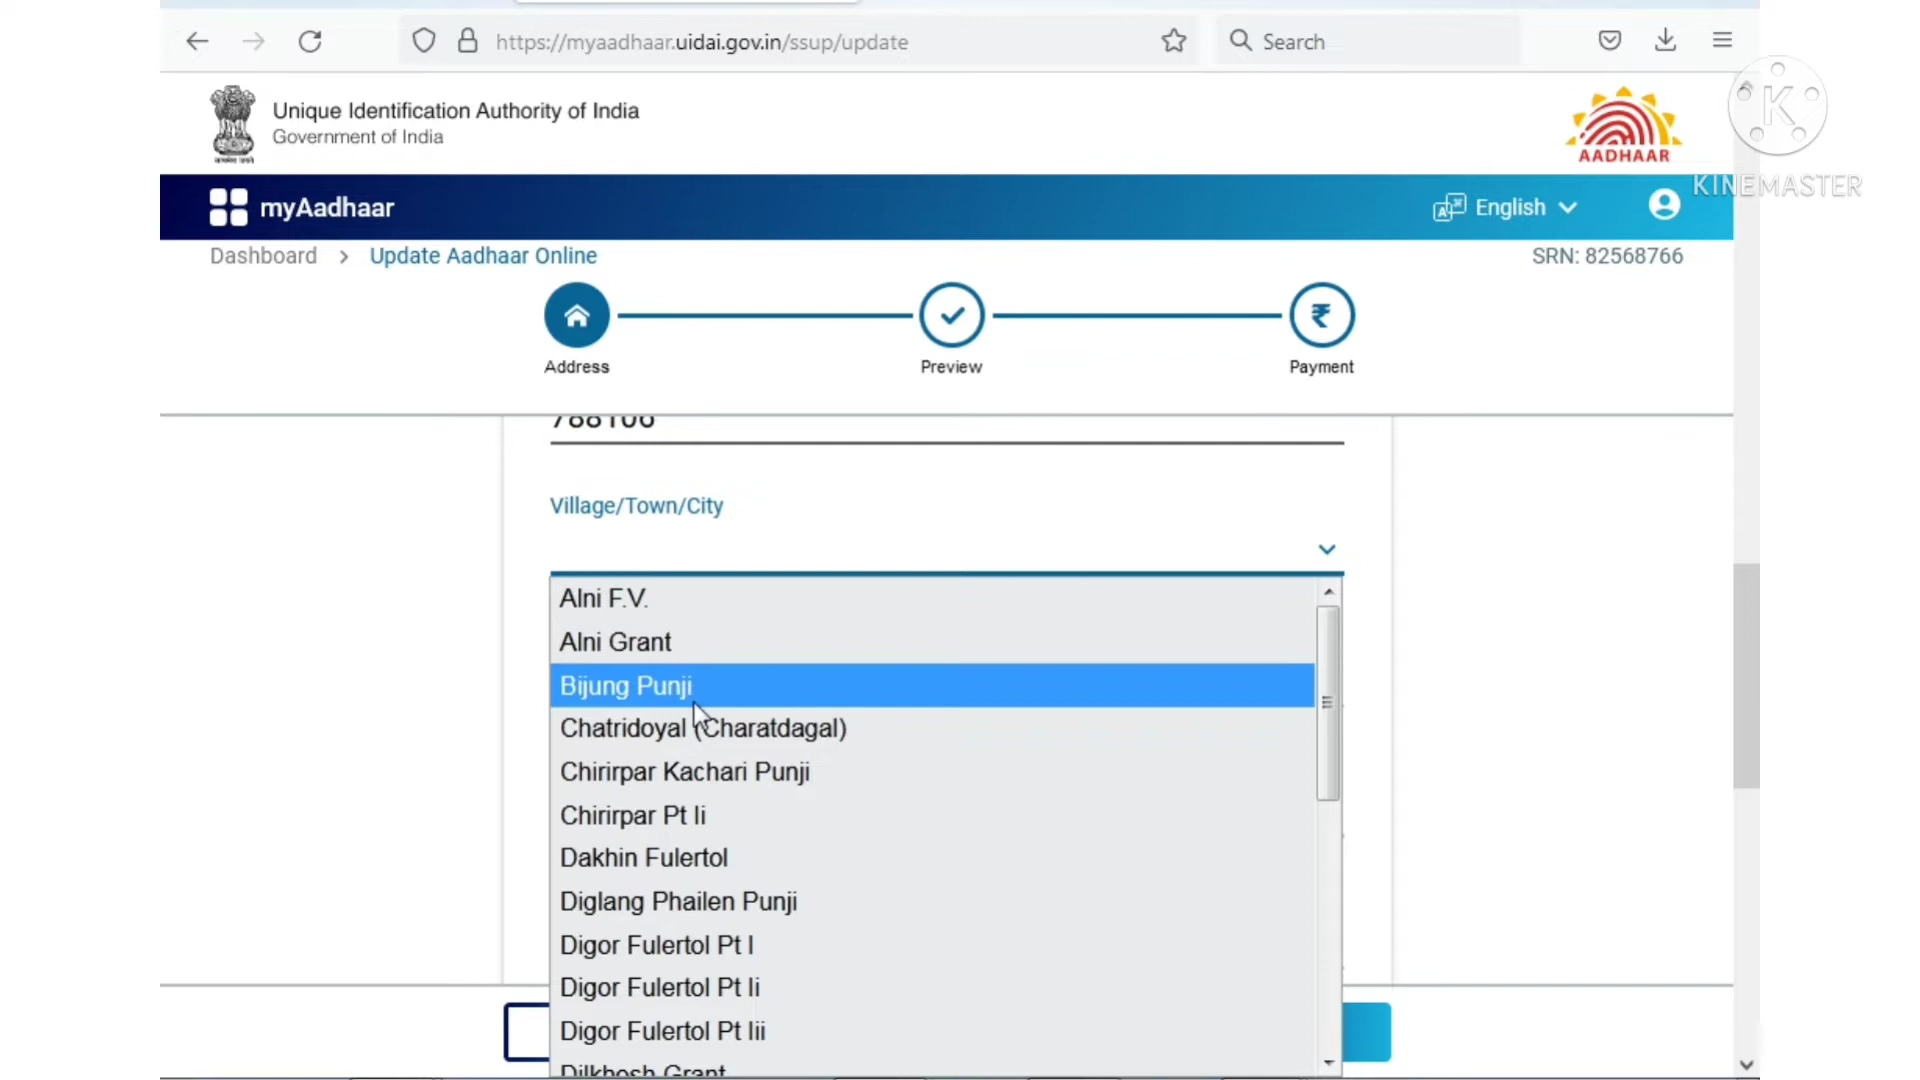 https://myaadhaar.uidai.gov.in/ssup/update
Search
Unique Identification Authority of India
Government of India
AADHAAR
K
KINEMASTER
myAadhaar
English
Dashboard > Update Aadhaar Online
SRN: 82568766
Address
Preview
Payment
788106
Village/Town/City
Alni F.V.
Alni Grant
Bijung Punji
Chatridoyal (Charatdagal)
Chirirpar Kachari Punji
Chirirpar Pt Ii
Dakhin Fulertol
Diglang Phailen Punji
Digor Fulertol Pt I
Digor Fulertol Pt Ii
Digor Fulertol Pt Iii
Dilkhosh Grant